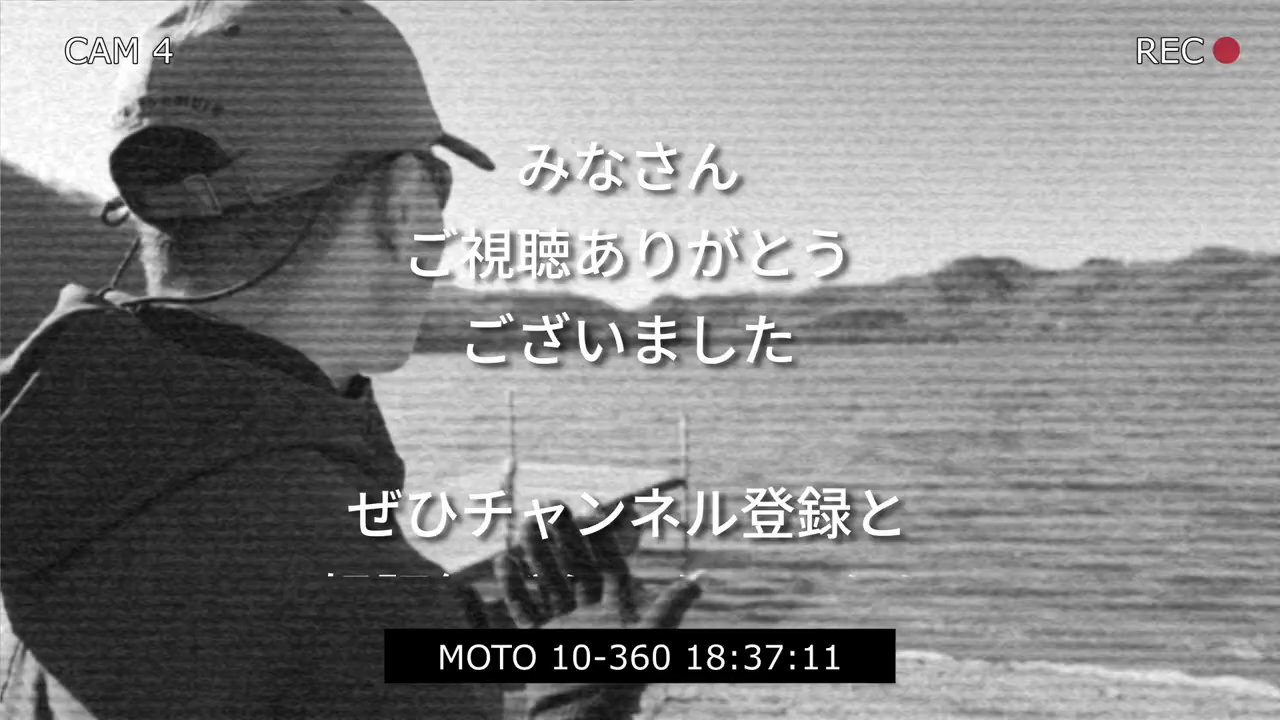 CAM 4
REC
みなさん
ご視聴ありがとう
ございました
ぜひチャンネル登録と
MOTO 10-360 18:37:11